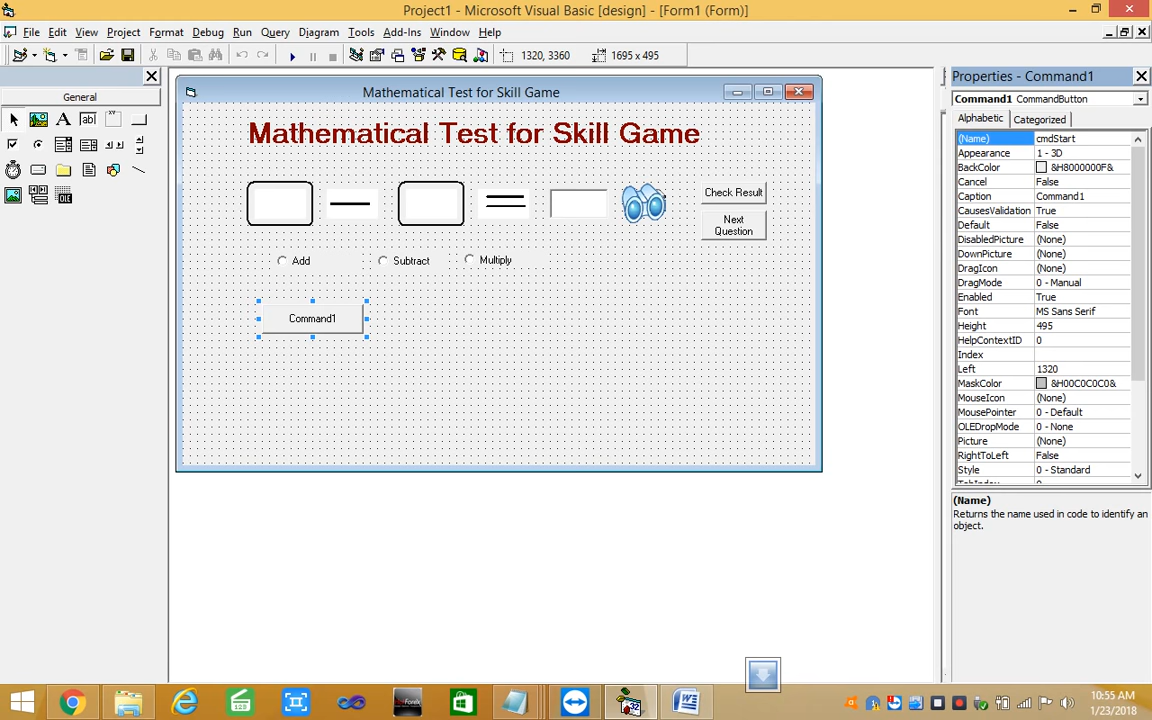 Project1 - Microsoft Visual Basic [design] - [Form1 (Form)]
File Edit View Project Format Debug Run Query Diagram Tools Add-Ins Window Help
1320, 3360 1695 x 495
General
Mathematical Test for Skill Game
Mathematical Test for Skill Game
Check Result
Next
Question
Add Subtract Multiply
Command1
Properties - Command1
Command1 CommandButton
Alphabetic Categorized
(Name) cmdStart
Appearance 1 - 3D
BackColor &H8000000F&
Cancel False
Caption Command1
CausesValidation True
Default False
DisabledPicture (None)
DownPicture (None)
DragIcon (None)
DragMode 0 - Manual
Enabled True
Font MS Sans Serif
Height 495
HelpContextID 0
Index
Left 1320
MaskColor &H00C0C0C0&
MouseIcon (None)
MousePointer 0 - Default
OLEDropMode 0 - None
Picture (None)
RightToLeft False
Style 0 - Standard
(Name)
Returns the name used in code to identify an
object.
10:55 AM
1/23/2018